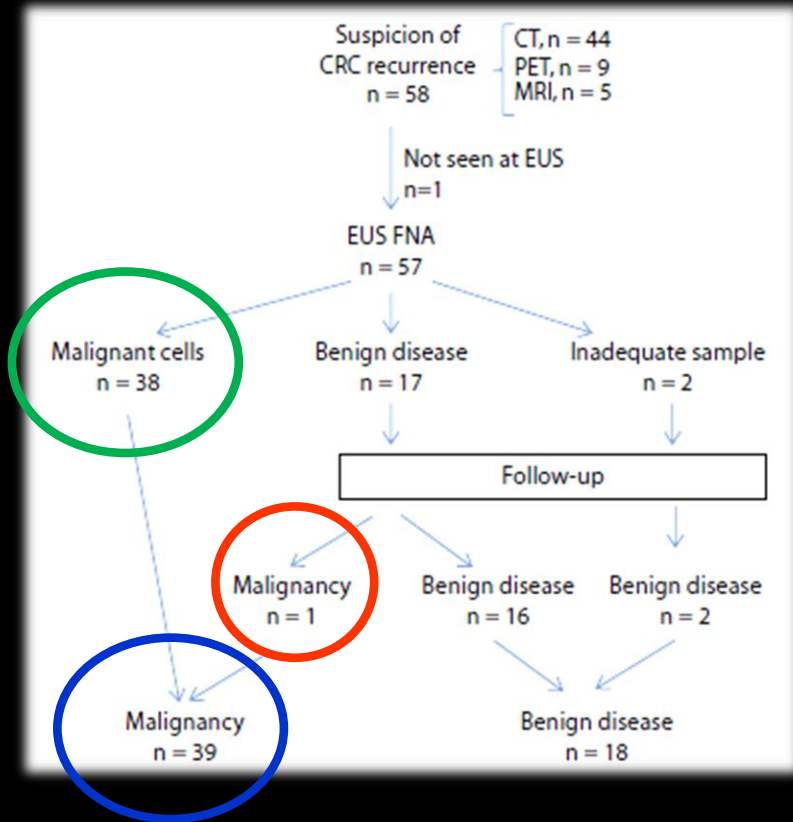 Suspicion of
CRC recurrence
n = 58
CT, n = 44
PET, n = 9
MRI, n = 5
Not seen at EUS
n=1
EUS FNA
n = 57
Malignant cells
n = 38
Benign disease
n = 17
Inadequate sample
n = 2
Follow-up
Malignancy
n = 1
Benign disease
n = 16
Benign disease
n = 2
Malignancy
n = 39
Benign disease
n = 18